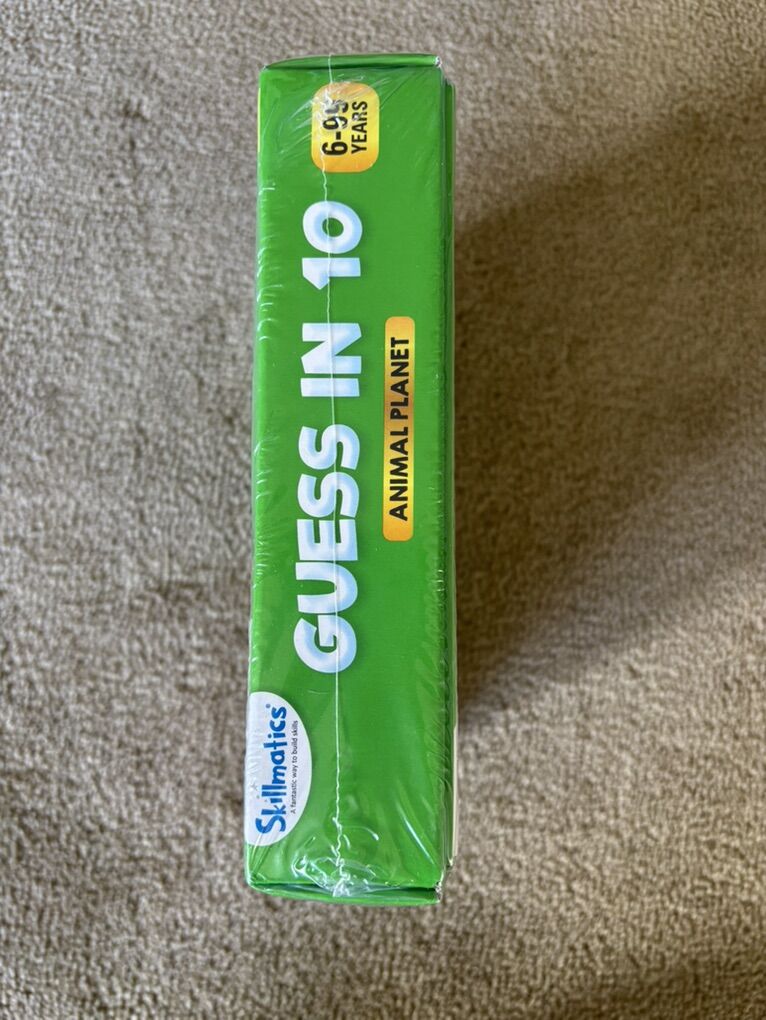 Skillmatics®
A fantastic way to build skills
GUESS IN 10
ANIMAL PLANET
6-99
YEARS